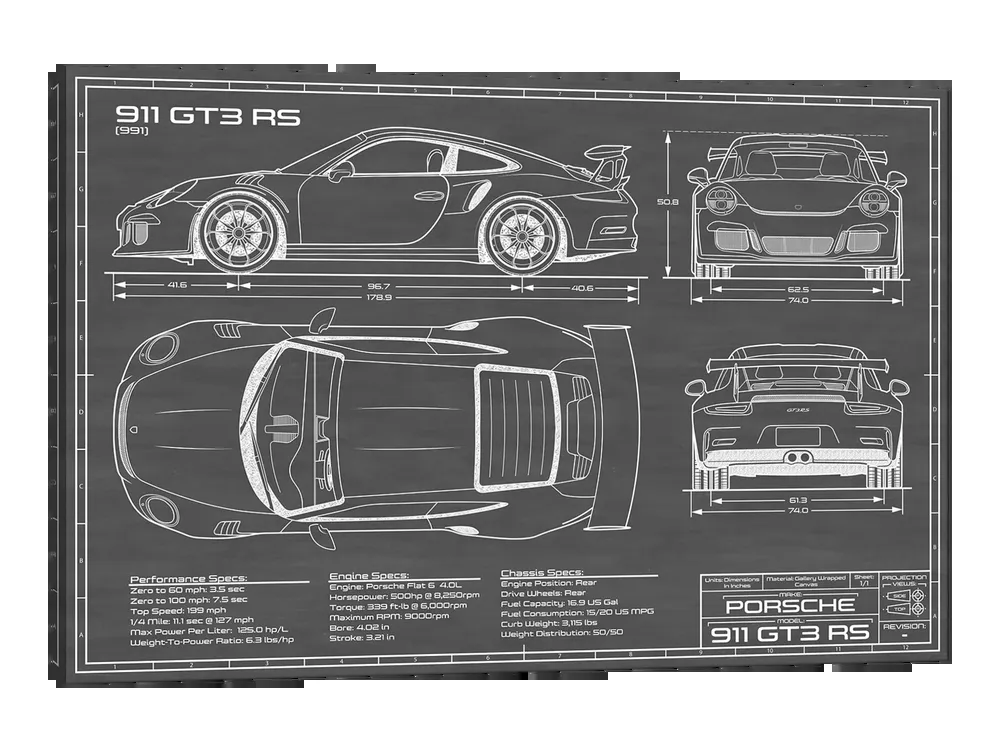 911 GT3 RS
(991)
50.8
41.6
96.7
40.6
178.9
62.5
74.0
GT3RS
61.3
74.0
Performance Specs:
Zero to 60 mph: 3.5 sec
Zero to 100 mph: 7.5 sec
Top Speed: 199 mph
1/4 Mile: 11.1 sec @ 127 mph
Max Power Per Liter: 125.0 hp/L
Weight-To-Power Ratio: 6.3 lbs/hp
Engine Specs:
Engine: Porsche Flat 6 4.0L
Horsepower: 500hp @ 8,250rpm
Torque: 339 ft-lb @ 6,000rpm
Maximum RPM: 9000rpm
Bore: 4.02 in
Stroke: 3.21 in
Chassis Specs:
Engine Position: Rear
Drive Wheels: Rear
Fuel Capacity: 16.9 US Gal
Fuel Consumption: 15/20 US MPG
Curb Weight: 3,115 lbs
Weight Distribution: 50/50
Units: Dimensions
in Inches
Material: Gallery Wrapped
Canvas
Sheet:
1/1
PROJECTION
VIEWS:
SIDE
TOP
MAKE:
PORSCHE
MODEL:
911 GT3 RS
REVISION:
-